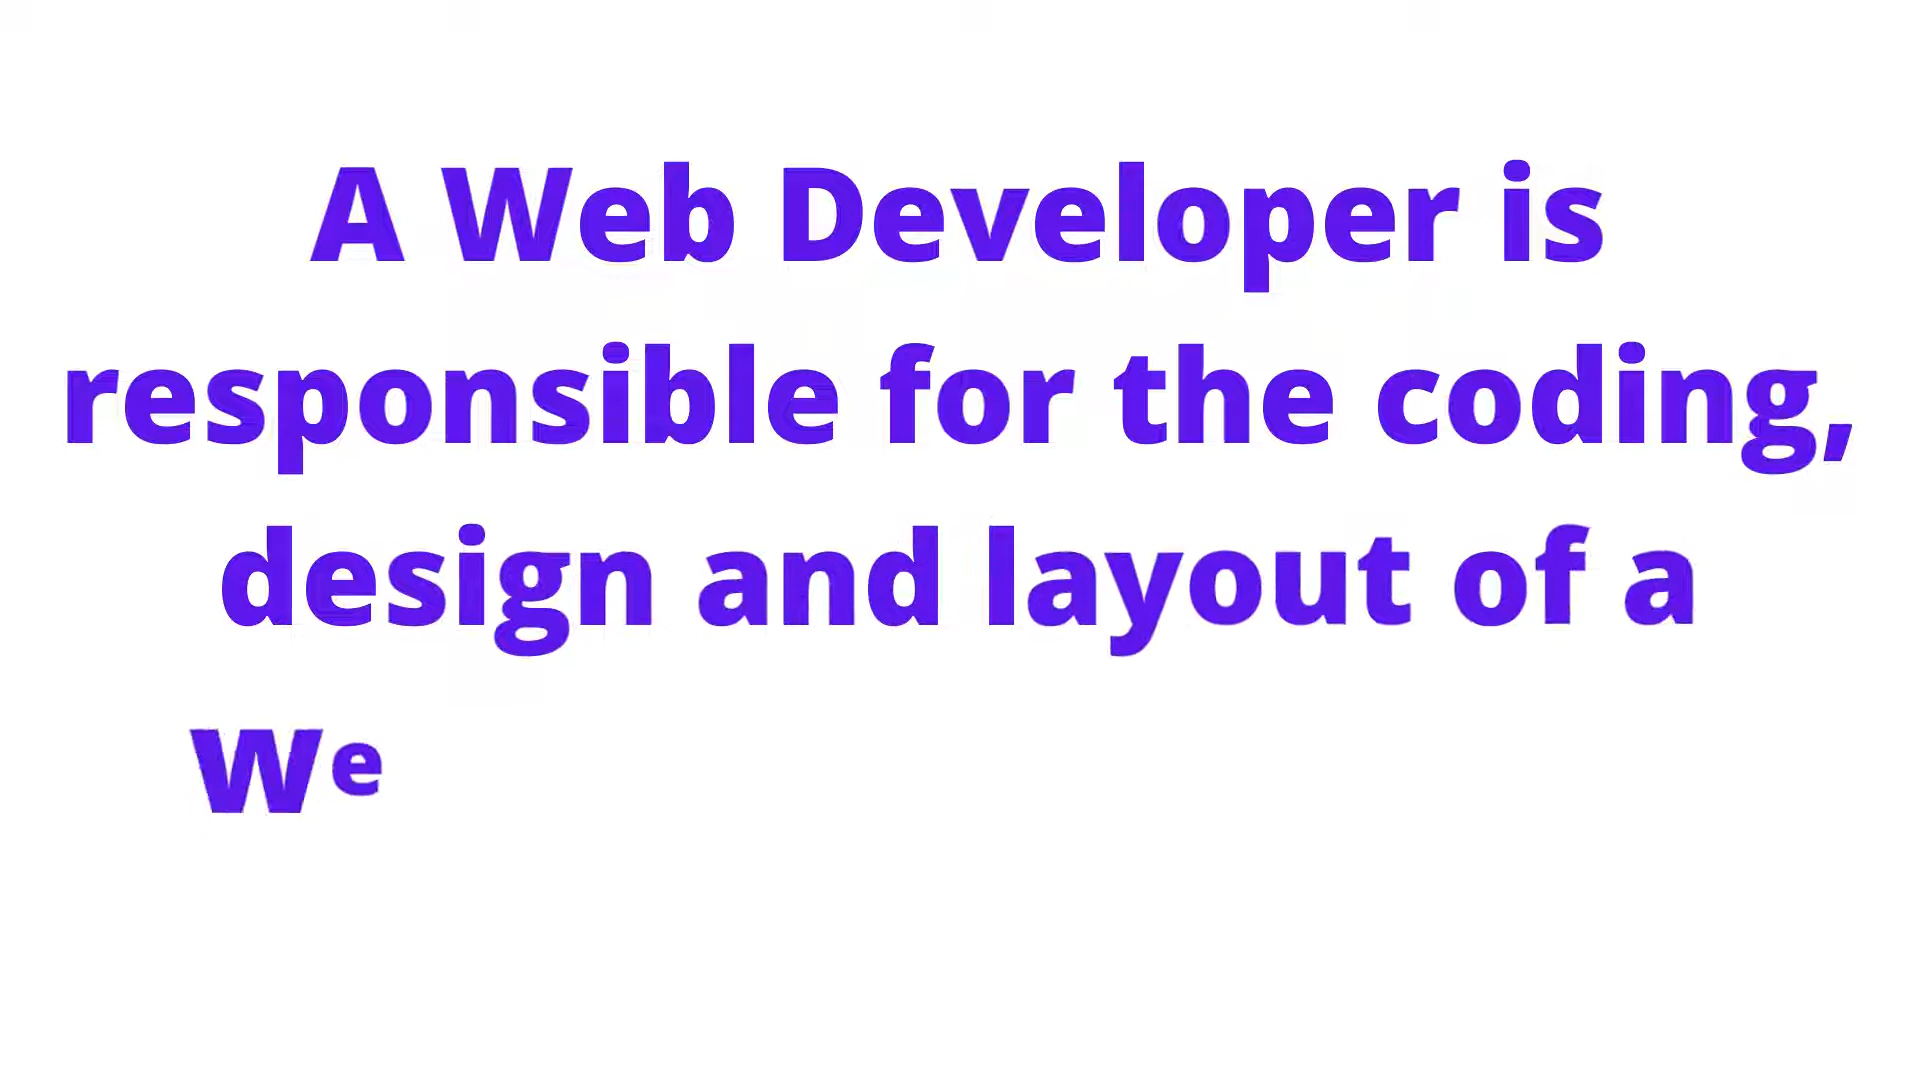 A Web Developer is
responsible for the coding,
design and layout of a
we